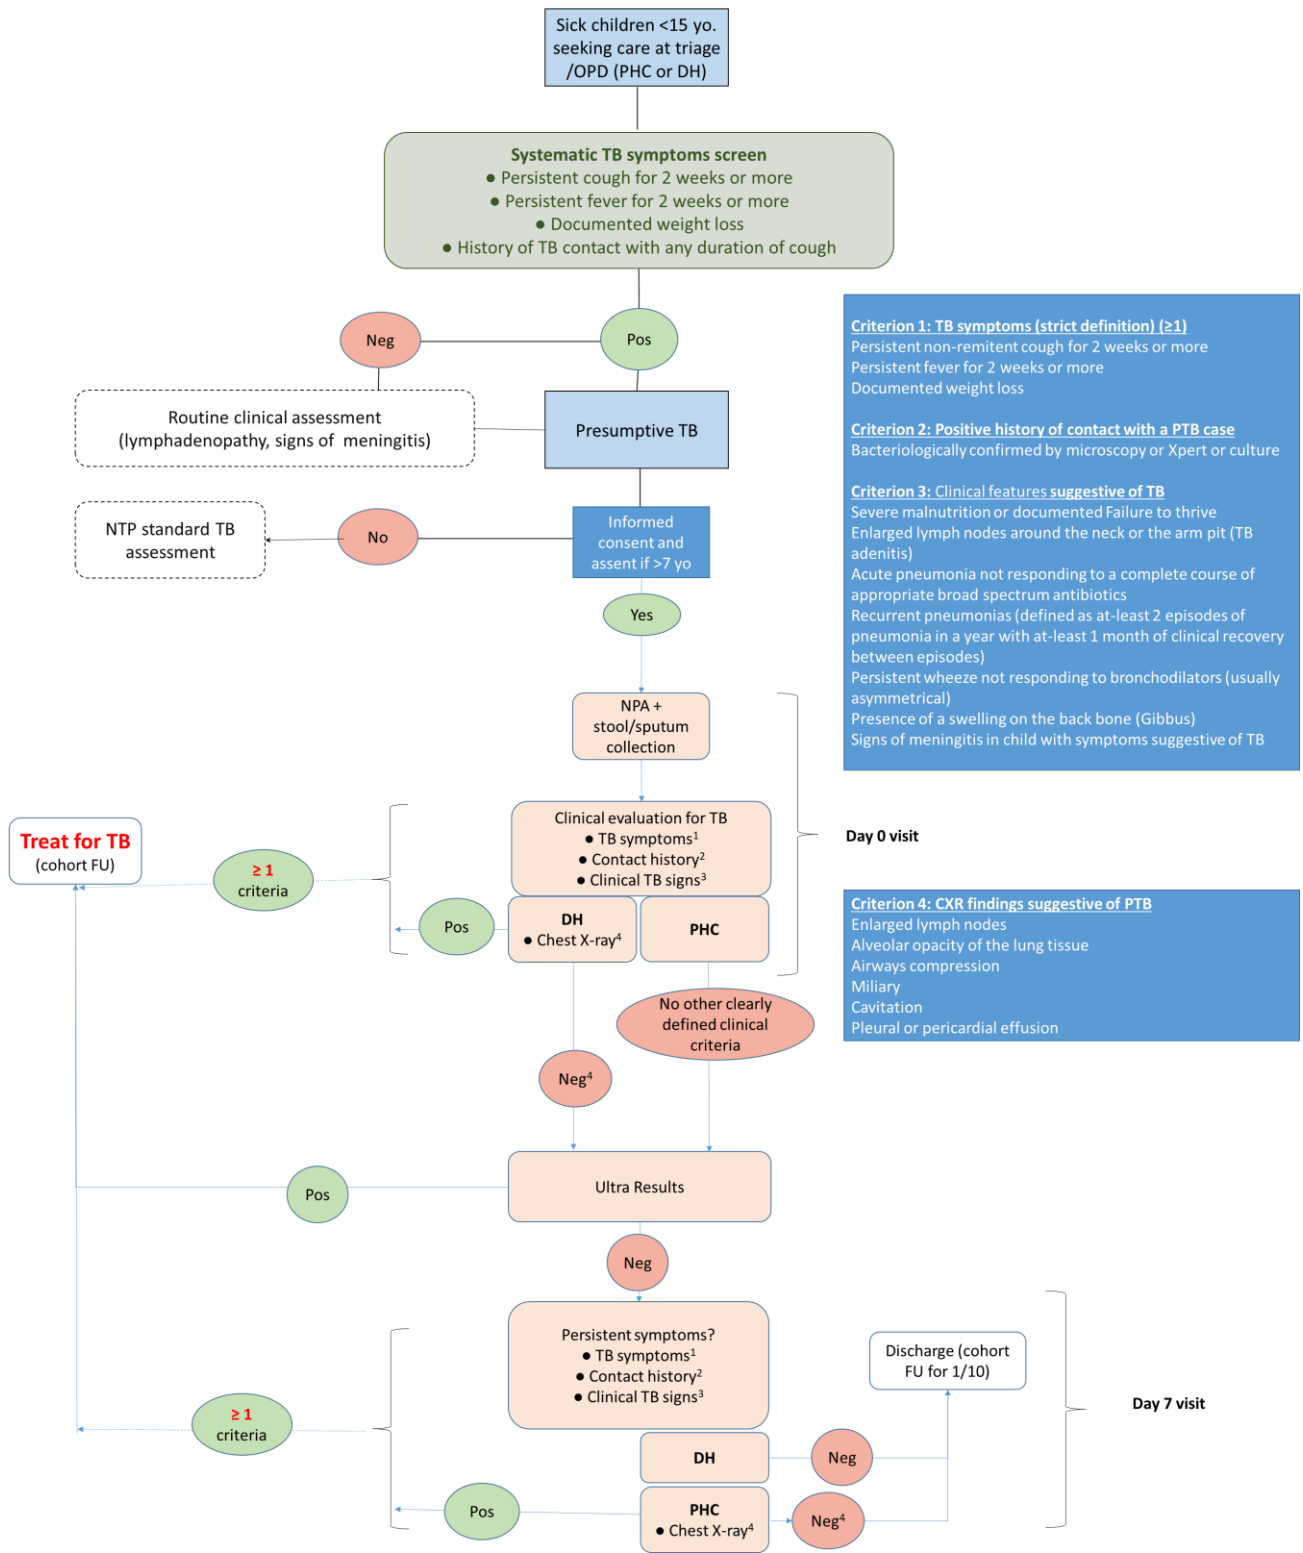 Sick children <15 yo.
seeking care at triage
/OPD (PHC or DH)
Systematic TB symptoms screen
● Persistent cough for 2 weeks or more
● Persistent fever for 2 weeks or more
● Documented weight loss
● History of TB contact with any duration of cough
Neg
Pos
Routine clinical assessment
(lymphadenopathy, signs of meningitis)
Presumptive TB
NTP standard TB
assessment
No
Informed
consent and
assent if >7 yo
Yes
Criterion 1: TB symptoms (strict definition) (≥1)
Persistent non-remitent cough for 2 weeks or more
Persistent fever for 2 weeks or more
Documented weight loss
Criterion 2: Positive history of contact with a PTB case
Bacteriologically confirmed by microscopy or Xpert or culture
Criterion 3: Clinical features suggestive of TB
Severe malnutrition or documented Failure to thrive
Enlarged lymph nodes around the neck or the arm pit (TB
adenitis)
Acute pneumonia not responding to a complete course of
appropriate broad spectrum antibiotics
Recurrent pneumonias (defined as at-least 2 episodes of
pneumonia in a year with at-least 1 month of clinical recovery
between episodes)
Persistent wheeze not responding to bronchodilators (usually
asymmetrical)
Presence of a swelling on the back bone (Gibbus)
Signs of meningitis in child with symptoms suggestive of TB
NPA +
stool/sputum
collection
Treat for TB
(cohort FU)
≥ 1
criteria
Clinical evaluation for TB
● TB symptoms¹
● Contact history²
● Clinical TB signs³
Day 0 visit
Pos
DH
● Chest X-ray⁴
PHC
No other clearly
defined clinical
criteria
Neg⁴
Criterion 4: CXR findings suggestive of PTB
Enlarged lymph nodes
Alveolar opacity of the lung tissue
Airways compression
Miliary
Cavitation
Pleural or pericardial effusion
Pos
Ultra Results
Neg
Persistent symptoms?
● TB symptoms¹
● Contact history²
● Clinical TB signs³
Discharge (cohort
FU for 1/10)
Day 7 visit
≥ 1
criteria
DH
Neg
Pos
PHC
● Chest X-ray⁴
Neg⁴